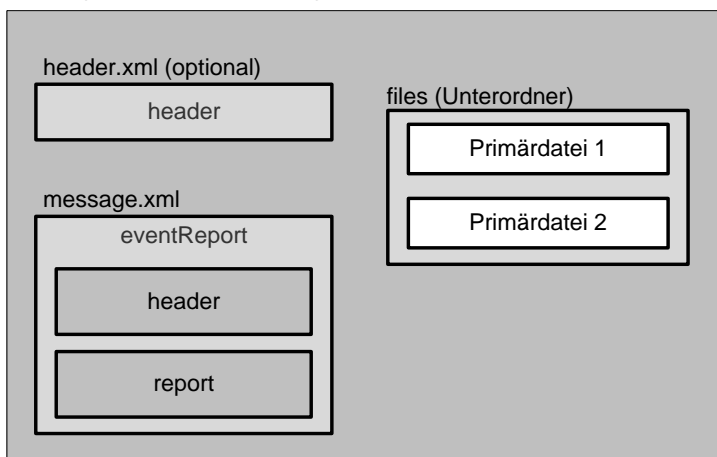 header.xml (optional)
header
files (Unterordner)
Primärdatei 1
Primärdatei 2
message.xml
eventReport
header
report